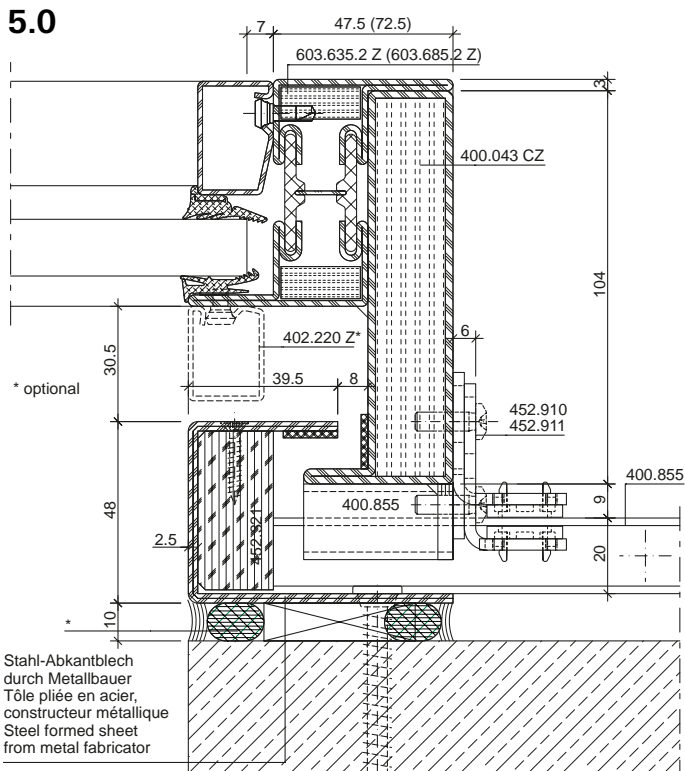 5.0
7
47.5 (72.5)
603.635.2 Z (603.685.2 Z)
3
400.043 CZ
104
6
402.220 Z*
30.5
39.5
8
* optional
452.910
452.911
400.855
9
400.855
48
2.5
452.821
20
10
*
Stahl-Abkantblech
durch Metallbauer
Tôle pliée en acier,
constructeur métallique
Steel formed sheet
from metal fabricator